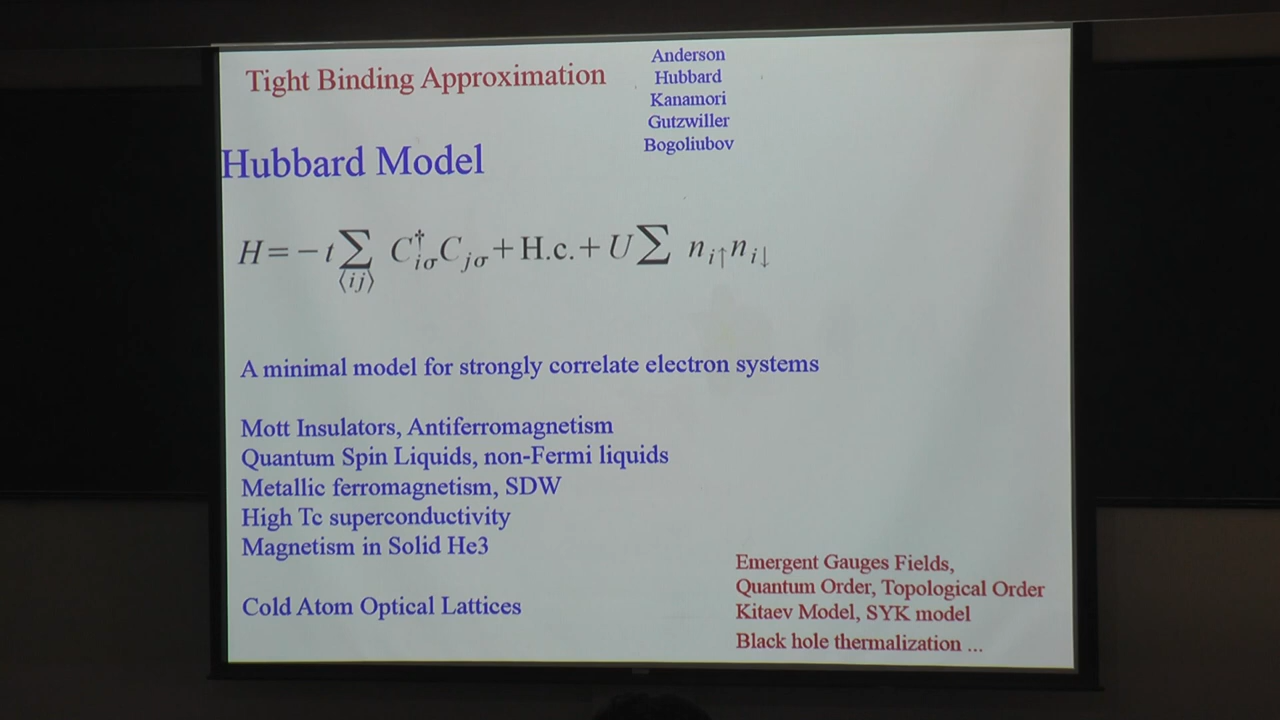 Tight Binding Approximation
Anderson
Hubbard
Kanamori
Gutzwiller
Bogoliubov
Hubbard Model
H = − t ∑⟨ij⟩ C†iσ Cjσ + H.c. + U ∑ ni↑ ni↓
A minimal model for strongly correlate electron systems
Mott Insulators, Antiferromagnetism
Quantum Spin Liquids, non-Fermi liquids
Metallic ferromagnetism, SDW
High Tc superconductivity
Magnetism in Solid He3
Cold Atom Optical Lattices
Emergent Gauges Fields,
Quantum Order, Topological Order
Kitaev Model, SYK model
Black hole thermalization ...